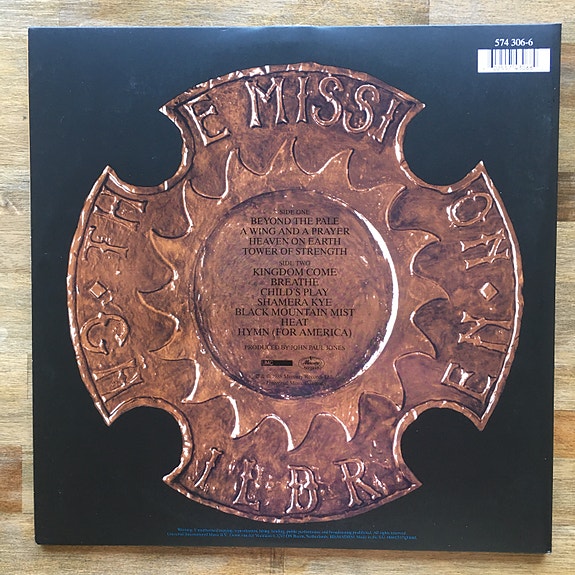 574 306-6
THE MISSION
CHILDREN
SIDE ONE
BEYOND THE PALE
A WING AND A PRAYER
HEAVEN ON EARTH
TOWER OF STRENGTH
SIDE TWO
KINGDOM COME
BREATHE
CHILD'S PLAY
SHAMERA KYE
BLACK MOUNTAIN MIST
HEAT
HYMN (FOR AMERICA)
PRODUCED BY JOHN PAUL JONES